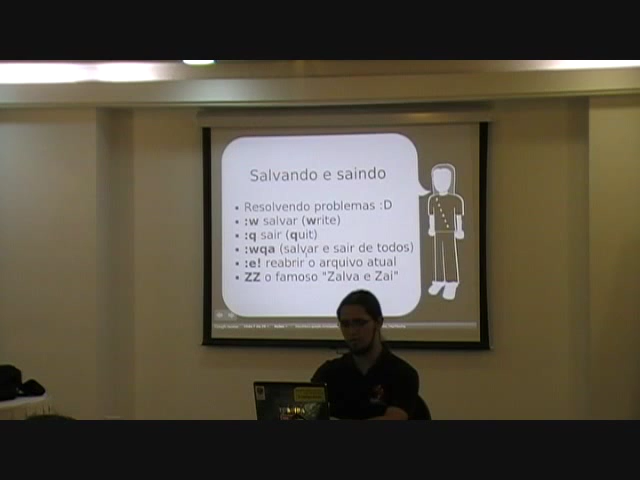 Salvando e saindo
• Resolvendo problemas :D
• :w salvar (write)
• :q sair (quit)
• :wqa (salvar e sair de todos)
• :e! reabrir o arquivo atual
• ZZ o famoso "Zalva e Zai"